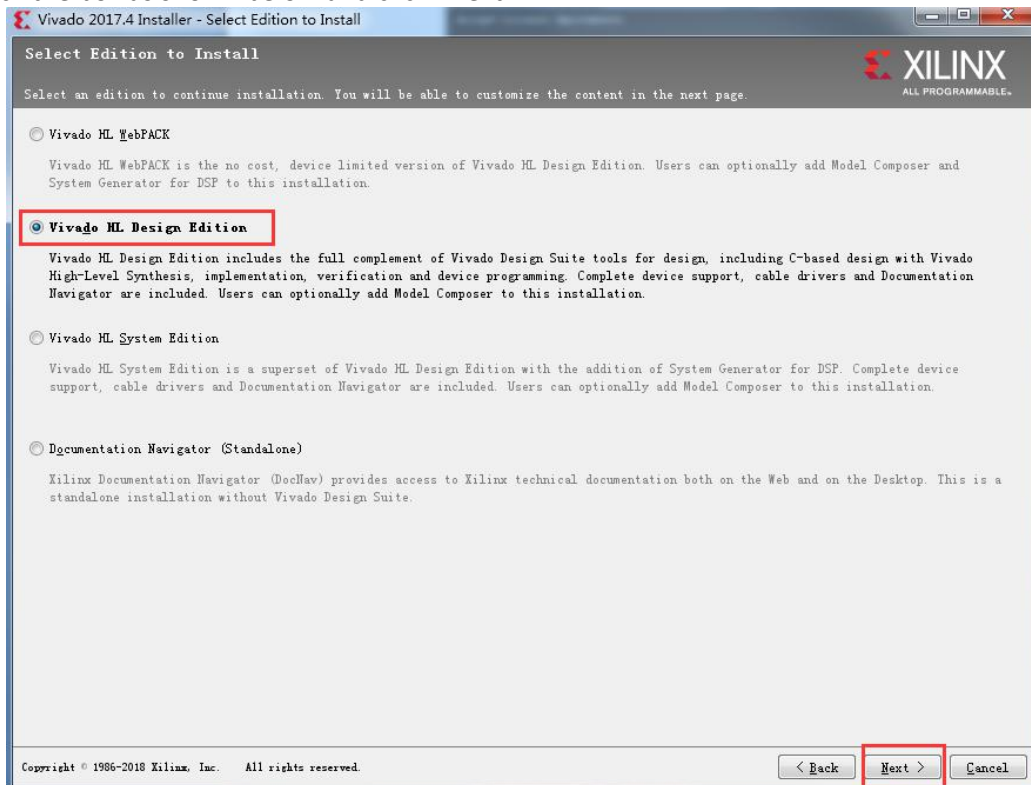 Vivado 2017.4 Installer - Select Edition to Install
Select Edition to Install
XILINX
ALL PROGRAMMABLE.
Select an edition to continue installation. You will be able to customize the content in the next page.
Vivado HL WebPACK
Vivado HL WebPACK is the no cost, device limited version of Vivado HL Design Edition. Users can optionally add Model Composer and
System Generator for DSP to this installation.
Vivado HL Design Edition
Vivado HL Design Edition includes the full complement of Vivado Design Suite tools for design, including C-based design with Vivado
High-Level Synthesis, implementation, verification and device programming. Complete device support, cable drivers and Documentation
Navigator are included. Users can optionally add Model Composer to this installation.
Vivado HL System Edition
Vivado HL System Edition is a superset of Vivado HL Design Edition with the addition of System Generator for DSP. Complete device
support, cable drivers and Documentation Navigator are included. Users can optionally add Model Composer to this installation.
Documentation Navigator (Standalone)
Xilinx Documentation Navigator (DocNav) provides access to Xilinx technical documentation both on the Web and on the Desktop. This is a
standalone installation without Vivado Design Suite.
Copyright © 1986-2018 Xilinx, Inc. All rights reserved.
< Back Next > Cancel